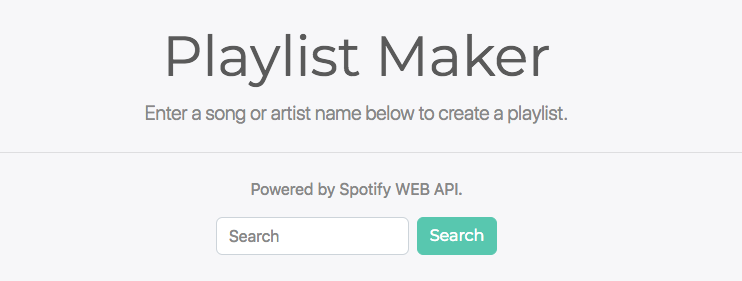 Playlist Maker
Enter a song or artist name below to create a playlist.
Powered by Spotify WEB API.
Search Search